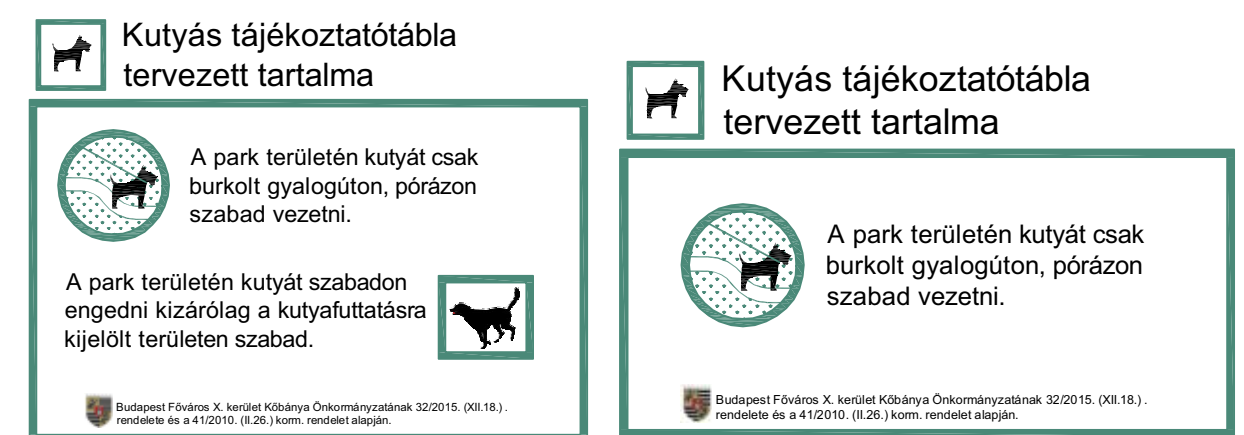 Kutyás tájékoztatótábla
tervezett tartalma
A park területén kutyát csak
burkolt gyalogúton, pórázon
szabad vezetni.
A park területén kutyát szabadon
engedni kizárólag a kutyafuttatásra
kijelölt területen szabad.
Budapest Főváros X. kerület Kőbánya Önkormányzatának 32/2015. (XII.18.) .
rendelete és a 41/2010. (II.26.) korm. rendelet alapján.
Kutyás tájékoztatótábla
tervezett tartalma
A park területén kutyát csak
burkolt gyalogúton, pórázon
szabad vezetni.
Budapest Főváros X. kerület Kőbánya Önkormányzatának 32/2015. (XII.18.) .
rendelete és a 41/2010. (II.26.) korm. rendelet alapján.